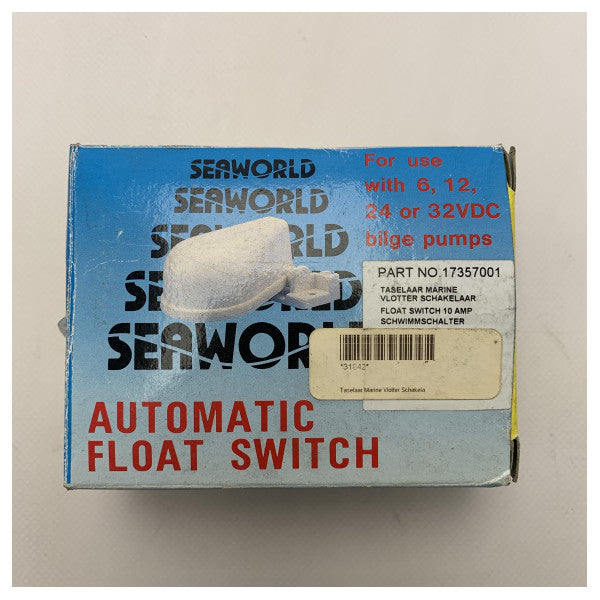 SEAWORLD
SEAWORLD
SEAWORLD
SEAWORLD
SEAWORLD
For use
with 6, 12,
24 or 32VDC
bilge pumps
PART NO.17357001
TASELAAR MARINE
VLOTTER SCHAKELAAR
FLOAT SWITCH 10 AMP
SCHWIMMSCHALTER
*31642*
Taselaar Marine Vlotter Schakela
AUTOMATIC
FLOAT SWITCH